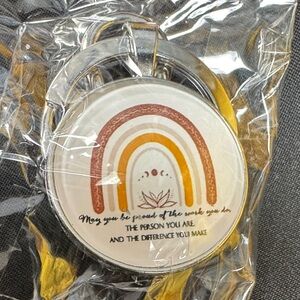 May you be proud of the work you do,
THE PERSON YOU ARE
AND THE DIFFERENCE YOU MAKE